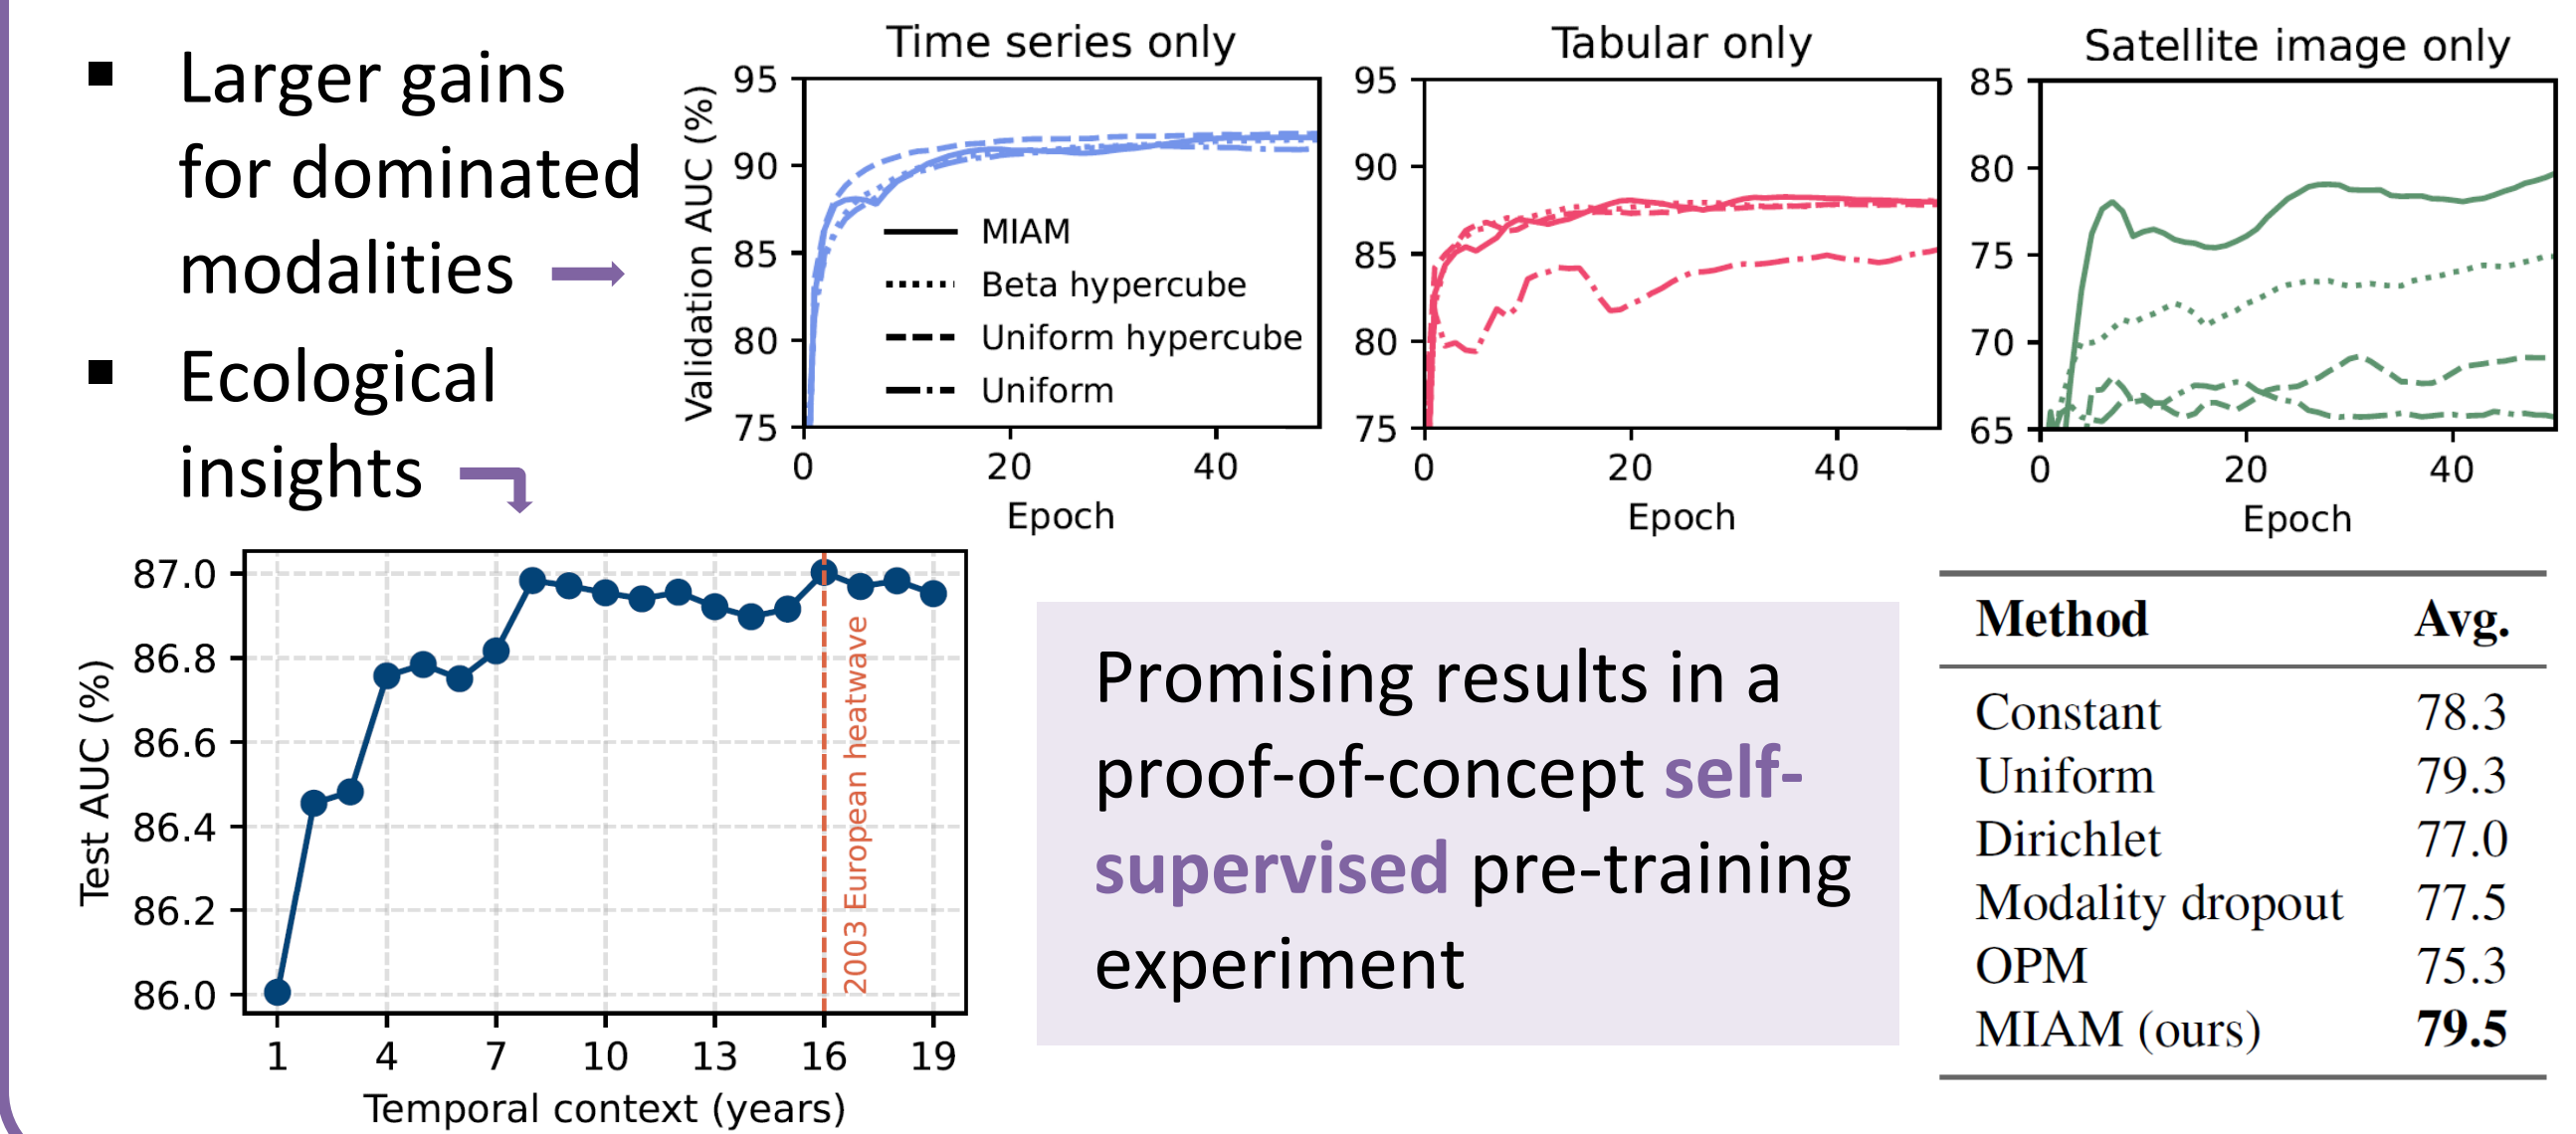 ▪ Larger gains
for dominated
modalities
▪ Ecological
insights
Time series only
Validation AUC (%)
95
90
85
80
75
MIAM
Beta hypercube
Uniform hypercube
Uniform
0 20 40
Epoch
Tabular only
95
90
85
80
75
0 20 40
Epoch
Satellite image only
85
80
75
70
65
0 20 40
Epoch
Test AUC (%)
87.0
86.8
86.6
86.4
86.2
86.0
2003 European heatwave
1 4 7 10 13 16 19
Temporal context (years)
Promising results in a
proof-of-concept self-
supervised pre-training
experiment
Method Avg.
Constant 78.3
Uniform 79.3
Dirichlet 77.0
Modality dropout 77.5
OPM 75.3
MIAM (ours) 79.5